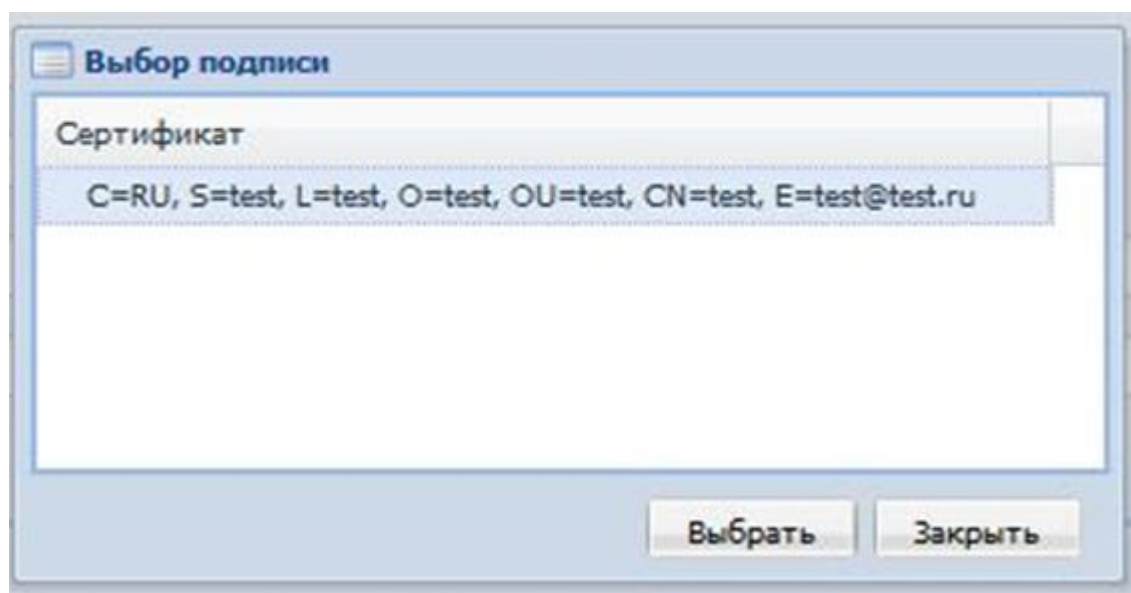 Выбор подписи
Сертификат
C=RU, S=test, L=test, O=test, OU=test, CN=test, E=test@test.ru
Выбрать Закрыть